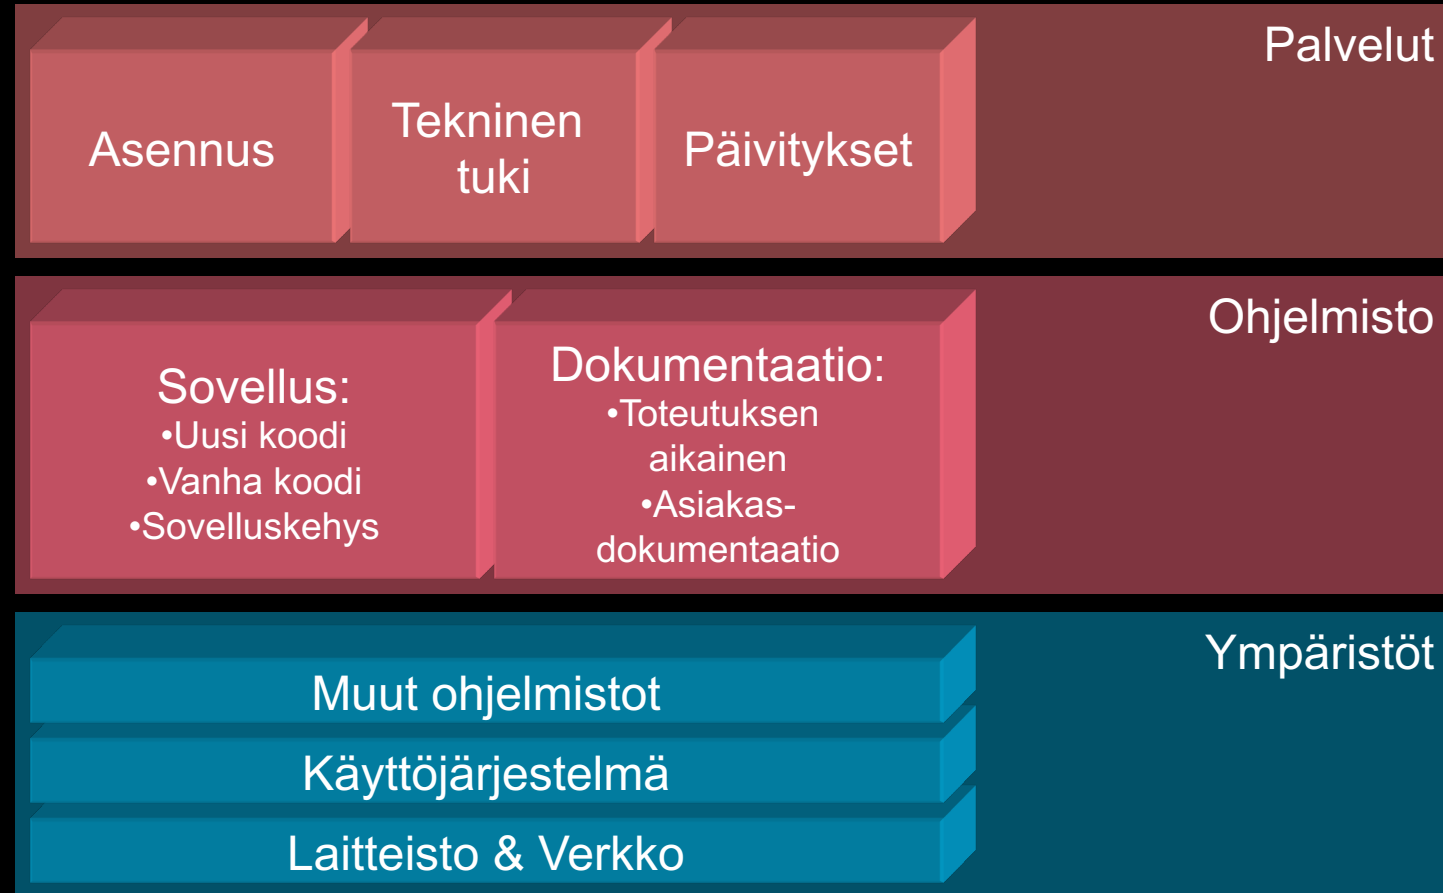 Palvelut
Asennus
Tekninen
tuki
Päivitykset
Ohjelmisto
Sovellus:
•Uusi koodi
•Vanha koodi
•Sovelluskehys
Dokumentaatio:
•Toteutuksen
aikainen
•Asiakas-
dokumentaatio
Ympäristöt
Muut ohjelmistot
Käyttöjärjestelmä
Laitteisto & Verkko